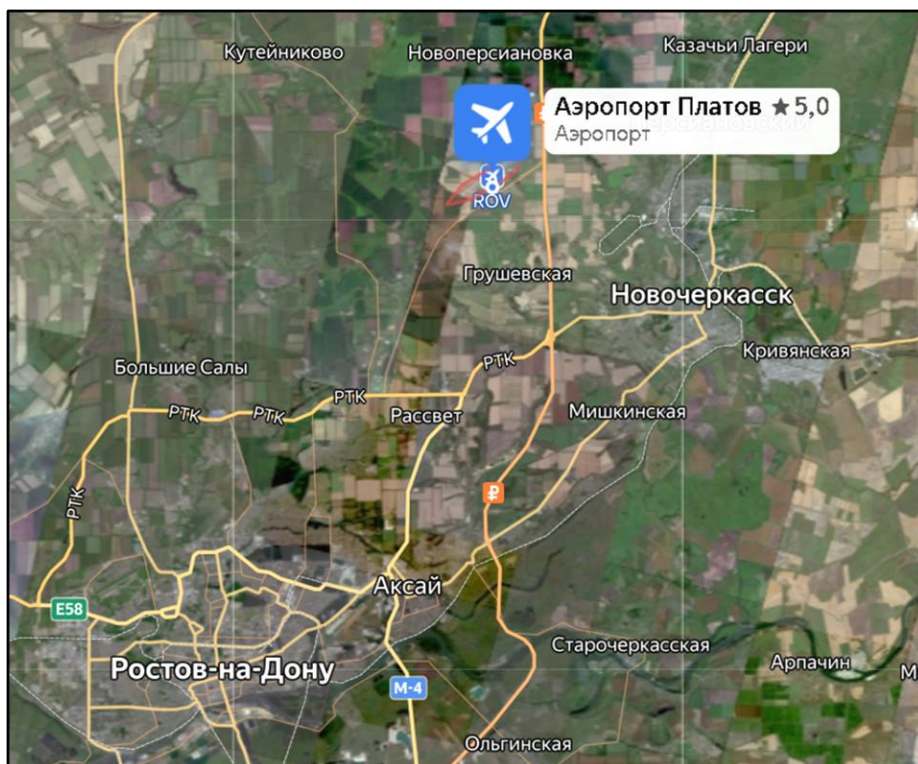 Кутейниково
Новоперсиановка
Казачьи Лагери
Аэропорт Платов ★5,0
Аэропорт
ROV
Грушевская
Новочеркасск
Кривянская
Большие Салы
РТК
РТК
РТК
РТК
Рассвет
Мишкинская
РТК
₽
Аксай
E58
Старочеркасская
Ростов-на-Дону
Арпачин
М-4
Ольгинская